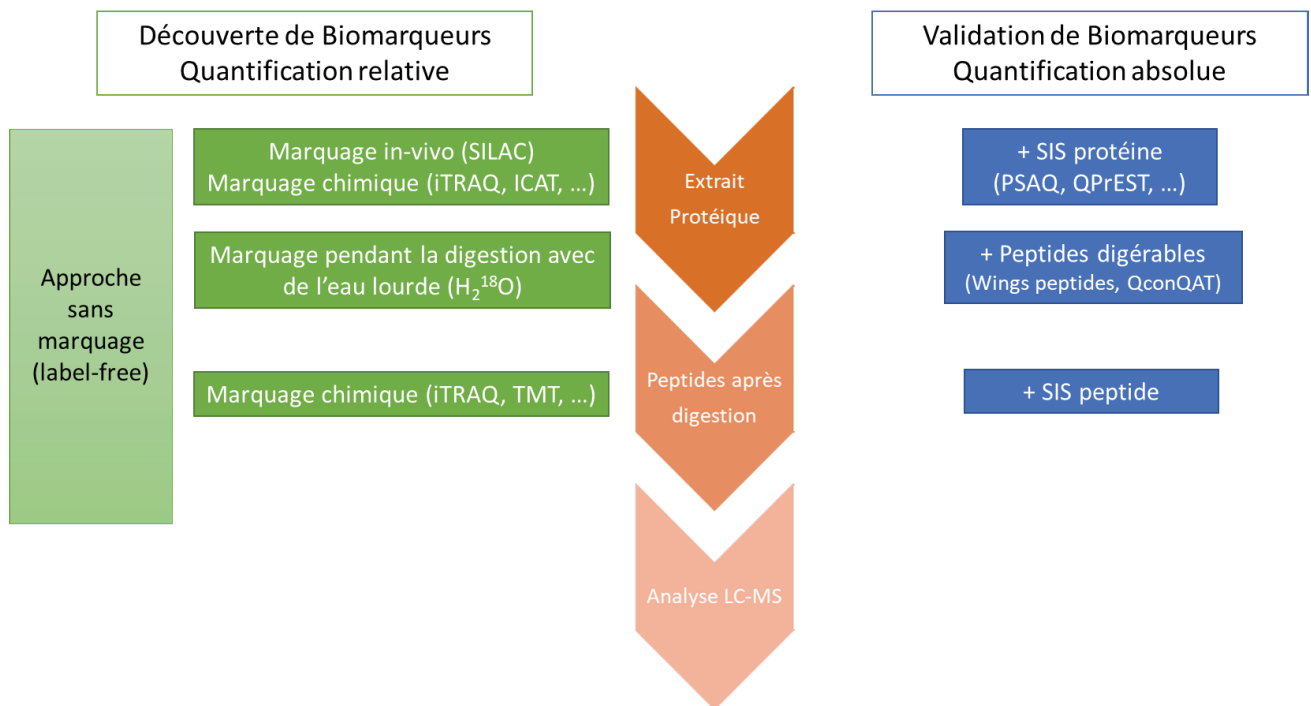 Découverte de Biomarqueurs
Quantification relative
Validation de Biomarqueurs
Quantification absolue
Approche
sans
marquage
(label-free)
Marquage in-vivo (SILAC)
Marquage chimique (iTRAQ, ICAT, ...)
Marquage pendant la digestion avec
de l'eau lourde (H₂¹⁸O)
Marquage chimique (iTRAQ, TMT, ...)
Extrait
Protéique
Peptides après
digestion
Analyse LC-MS
+ SIS protéine
(PSAQ, QPrEST, ...)
+ Peptides digérables
(Wings peptides, QconQAT)
+ SIS peptide